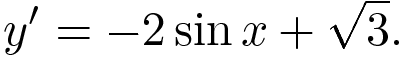 y′ = −2 sin x + √3.